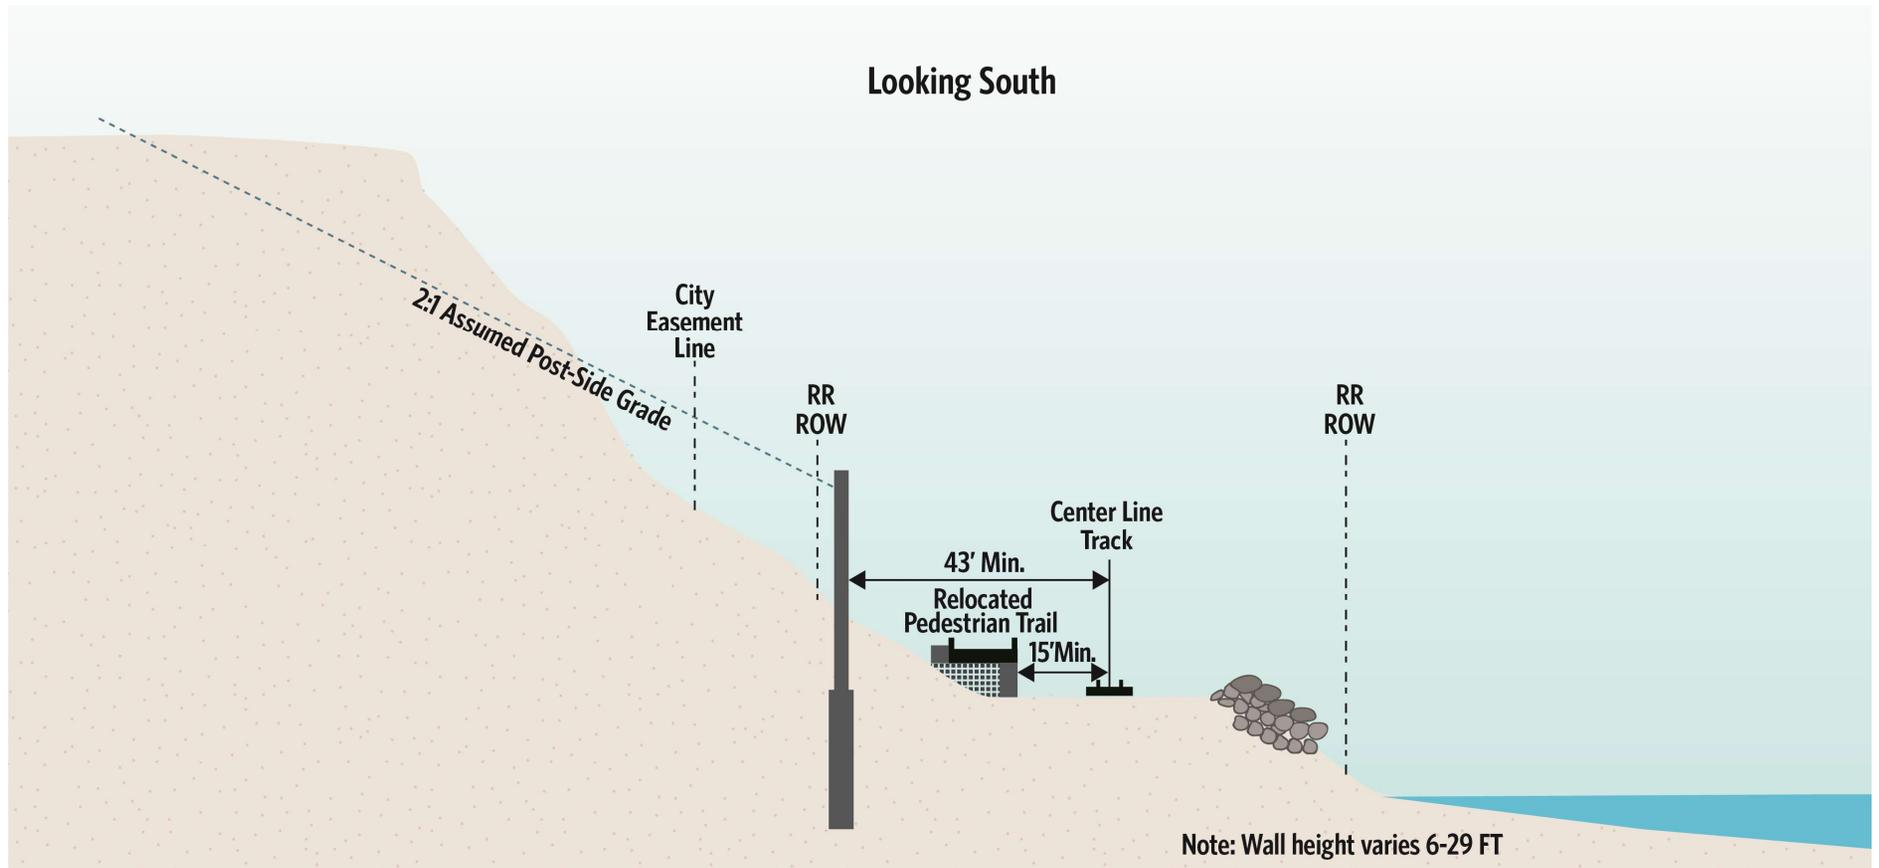 Looking South
2:1 Assumed Post-Side Grade
City
Easement
Line
RR
ROW
RR
ROW
Center Line
Track
43' Min.
Relocated
Pedestrian Trail
15'Min.
Note: Wall height varies 6-29 FT